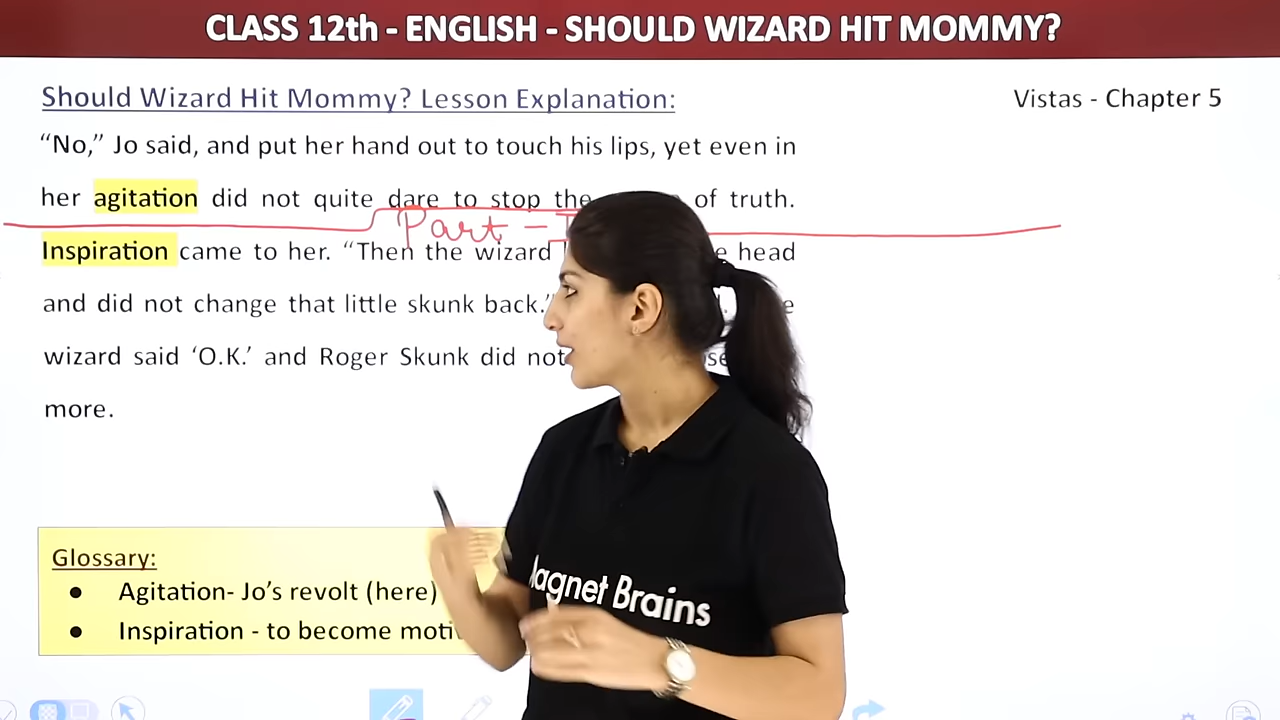 CLASS 12th - ENGLISH - SHOULD WIZARD HIT MOMMY?
Should Wizard Hit Mommy? Lesson Explanation:
Vistas - Chapter 5
“No,” Jo said, and put her hand out to touch his lips, yet even in
her agitation did not quite dare to stop the of truth.
Part -
Inspiration came to her. “Then the wizard head
and did not change that little skunk back.”
wizard said ‘O.K.’ and Roger Skunk did not
more.
Glossary:
● Agitation- Jo’s revolt (here)
● Inspiration - to become
Magnet Brains